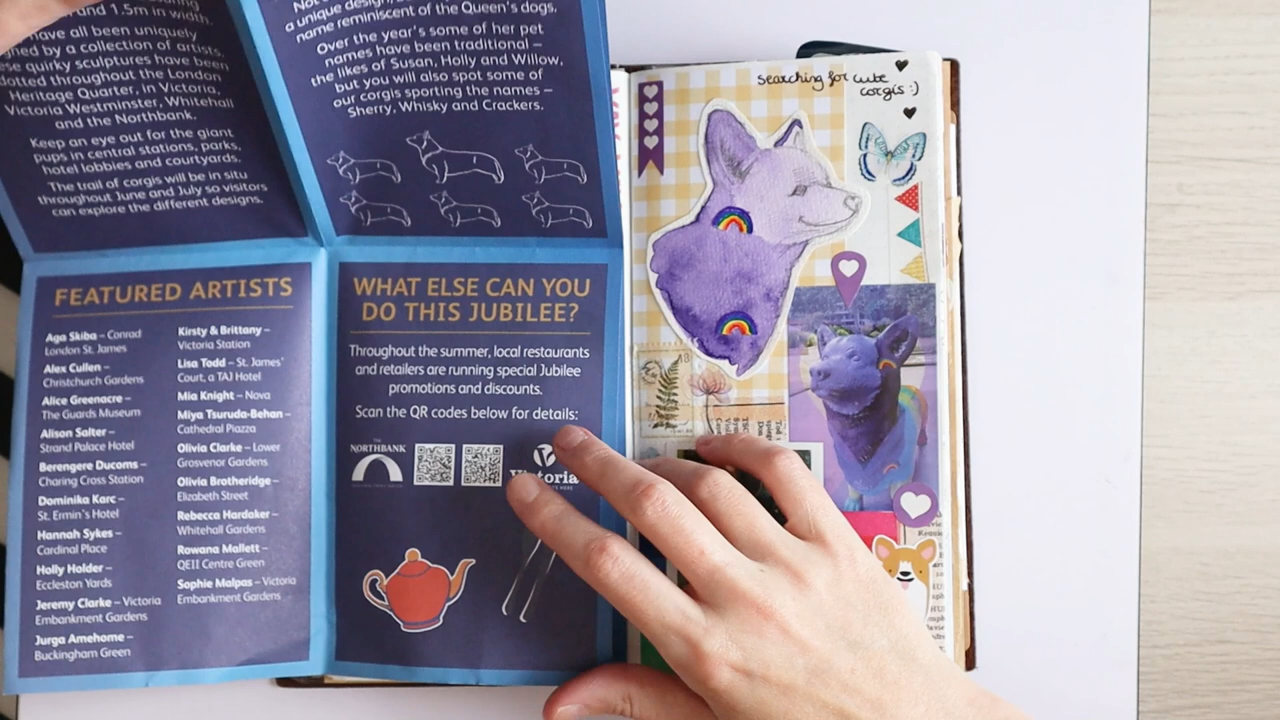 and 1.5m in width.
have all been uniquely
by a collection of artists.
quirky sculptures have been
dotted throughout the London
Heritage Quarter, in Victoria,
Victoria Westminster, Whitehall
and the Northbank.
Keep an eye out for the giant
pups in central stations, parks,
hotel lobbies and courtyards.
The trail of corgis will be in situ
throughout June and July so visitors
can explore the different designs.
a unique design,
name reminiscent of the Queen's dogs.
Over the year's some of her pet
names have been traditional –
the likes of Susan, Holly and Willow,
but you will also spot some of
our corgis sporting the names –
Sherry, Whisky and Crackers.
FEATURED ARTISTS
Aga Skiba – Conrad
London St. James
Alex Cullen –
Christchurch Gardens
Alice Greenacre –
The Guards Museum
Alison Salter –
Strand Palace Hotel
Berengere Ducoms –
Charing Cross Station
Dominika Karc –
St. Ermin's Hotel
Hannah Sykes –
Cardinal Place
Holly Holder –
Eccleston Yards
Jeremy Clarke – Victoria
Embankment Gardens
Jurga Amehome –
Buckingham Green
Kirsty & Brittany –
Victoria Station
Lisa Todd – St. James'
Court, a TAJ Hotel
Mia Knight – Nova
Miya Tsuruda-Behan –
Cathedral Piazza
Olivia Clarke – Lower
Grosvenor Gardens
Olivia Brotheridge –
Elizabeth Street
Rebecca Hardaker –
Whitehall Gardens
Rowana Mallett –
QEII Centre Green
Sophie Malpas – Victoria
Embankment Gardens
WHAT ELSE CAN YOU
DO THIS JUBILEE?
Throughout the summer, local restaurants
and retailers are running special Jubilee
promotions and discounts.
Scan the QR codes below for details:
THE
NORTHBANK
Victoria
searching for cute
corgis :)